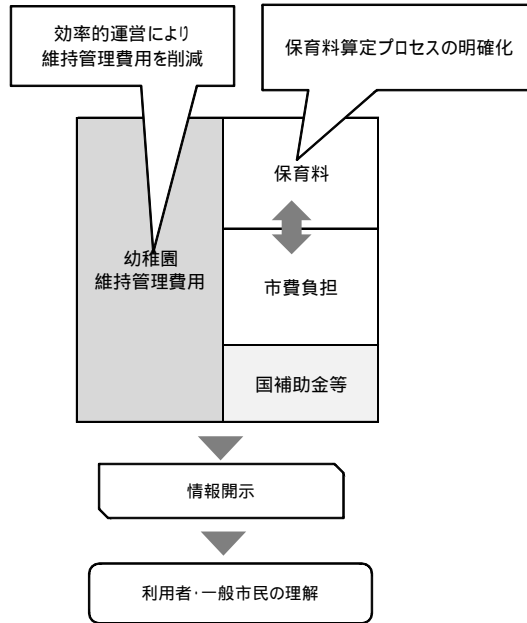 効率的運営により
維持管理費用を削減
保育料算定プロセスの明確化
保育料
幼稚園
維持管理費用
市費負担
国補助金等
情報開示
利用者・一般市民の理解